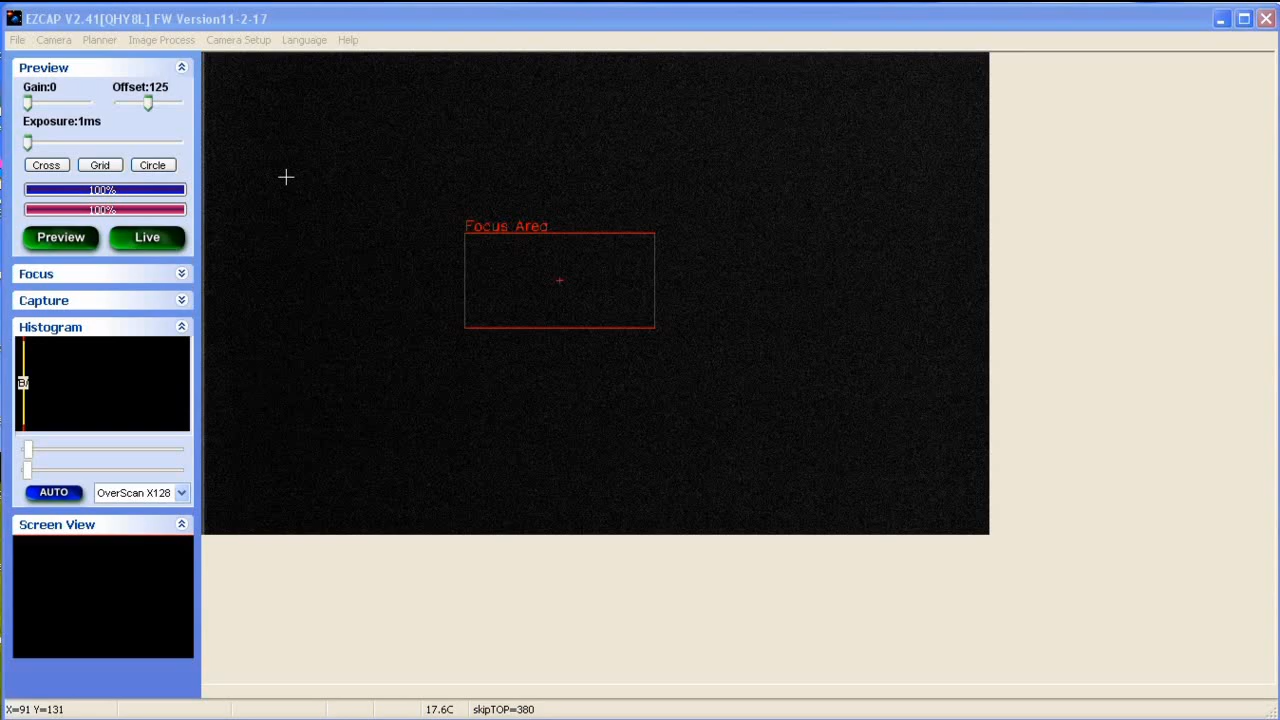 EZCAP V2.41[QHY8L] FW Version11-2-17
File Camera Planner Image Process Camera Setup Language Help
Preview
Gain:0 Offset:125
Exposure:1ms
Cross Grid Circle
100%
100%
Preview Live
Focus
Capture
Histogram
AUTO OverScan X128
Screen View
Focus Area
X=91 Y=131 17.6C skipTOP=380